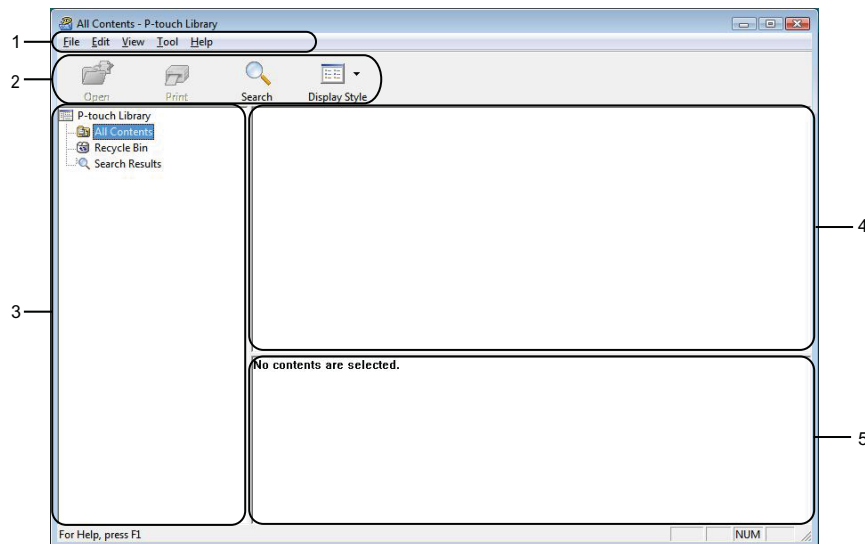 All Contents - P-touch Library
1
File Edit View Tool Help
2
Open Print Search Display Style
P-touch Library
All Contents
Recycle Bin
Search Results
4
3
No contents are selected.
5
For Help, press F1
NUM